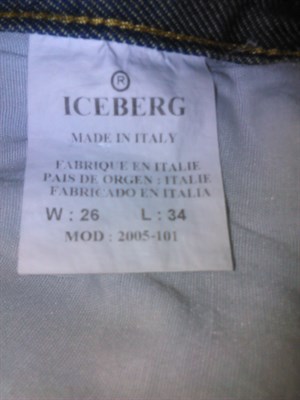 ®
ICEBERG
MADE IN ITALY
FABRIQUE EN ITALIE
PAIS DE ORGEN : ITALIE
FABRICADO EN ITALIA
W : 26 L : 34
MOD : 2005-101